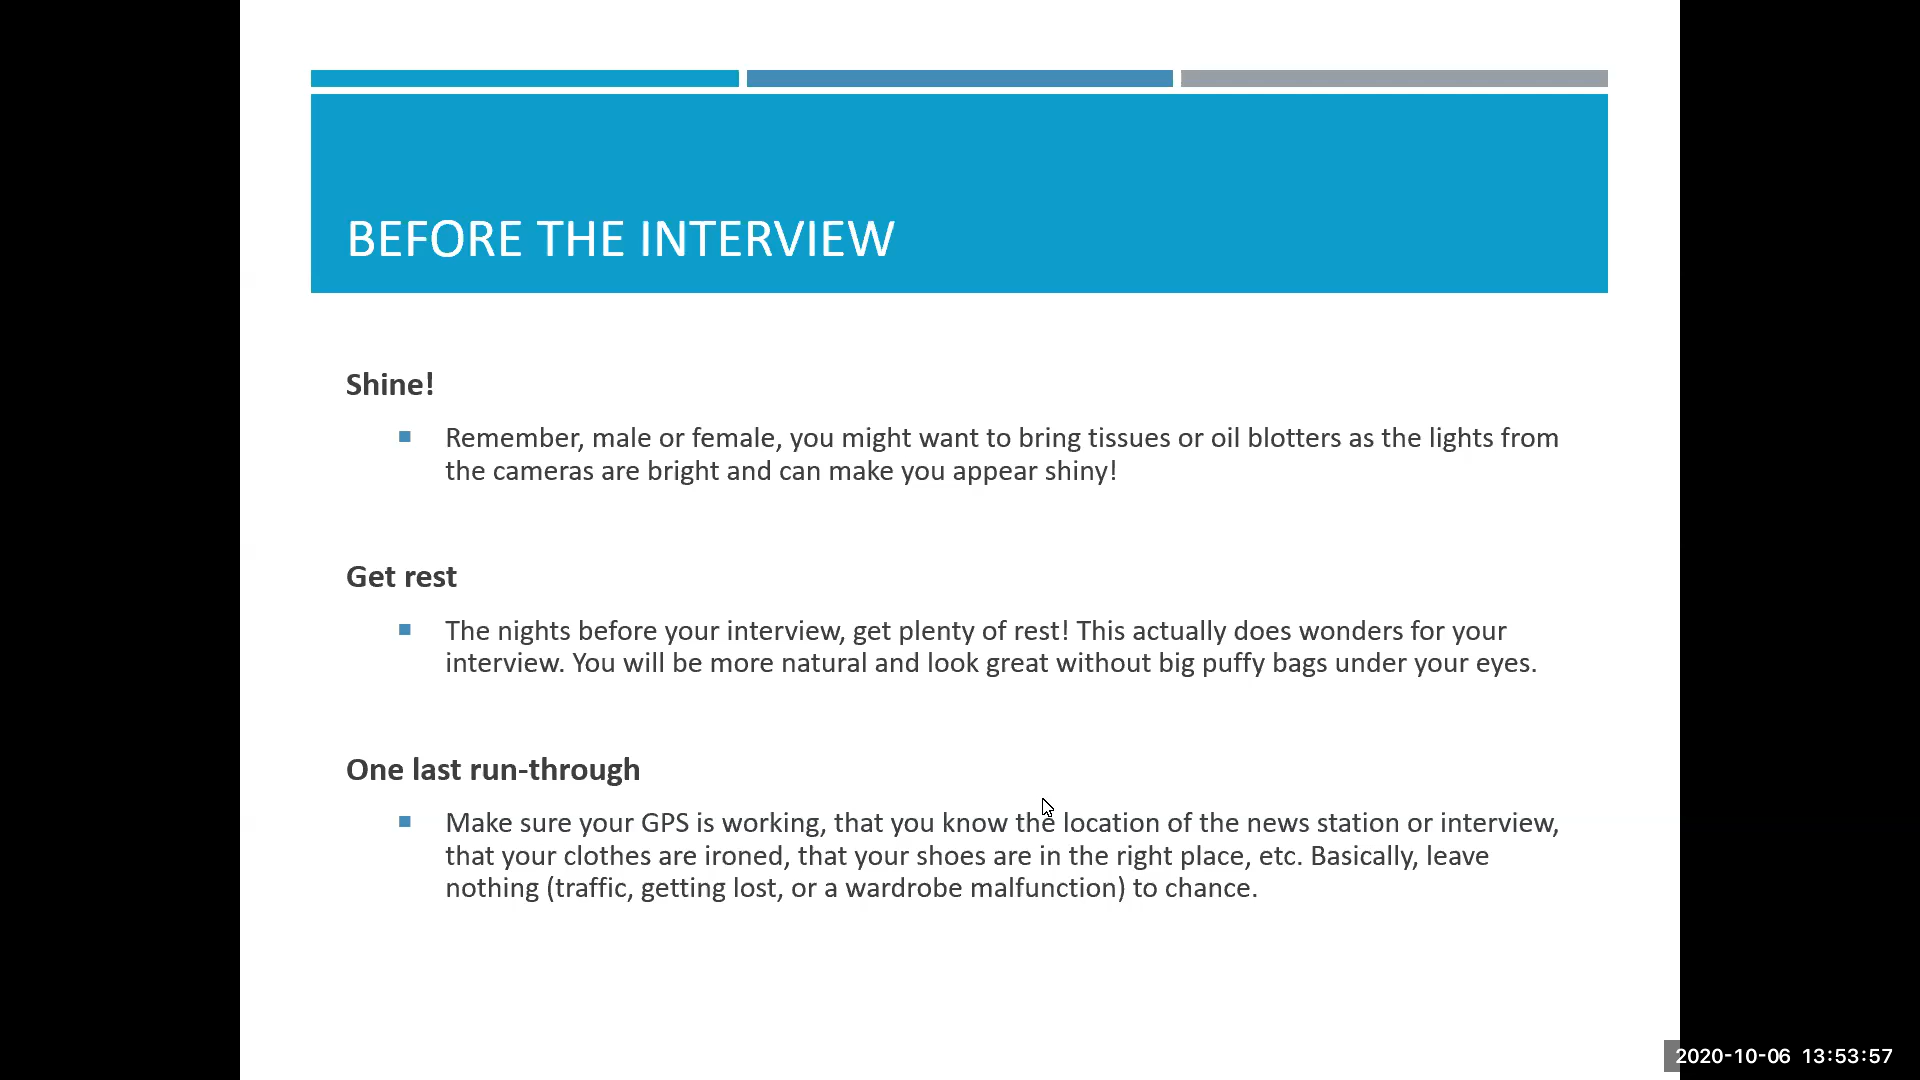 BEFORE THE INTERVIEW
Shine!
Remember, male or female, you might want to bring tissues or oil blotters as the lights from
the cameras are bright and can make you appear shiny!
Get rest
The nights before your interview, get plenty of rest! This actually does wonders for your
interview. You will be more natural and look great without big puffy bags under your eyes.
One last run-through
Make sure your GPS is working, that you know the location of the news station or interview,
that your clothes are ironed, that your shoes are in the right place, etc. Basically, leave
nothing (traffic, getting lost, or a wardrobe malfunction) to chance.
2020-10-06 13:53:57